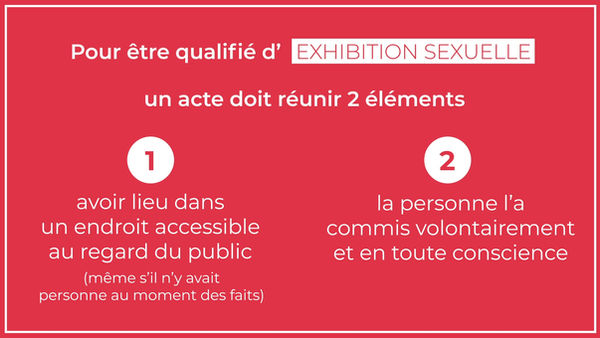 Pour être qualifié d’ EXHIBITION SEXUELLE
un acte doit réunir 2 éléments
1
avoir lieu dans
un endroit accessible
au regard du public
(même s’il n’y avait
personne au moment des faits)
2
la personne l’a
commis volontairement
et en toute conscience